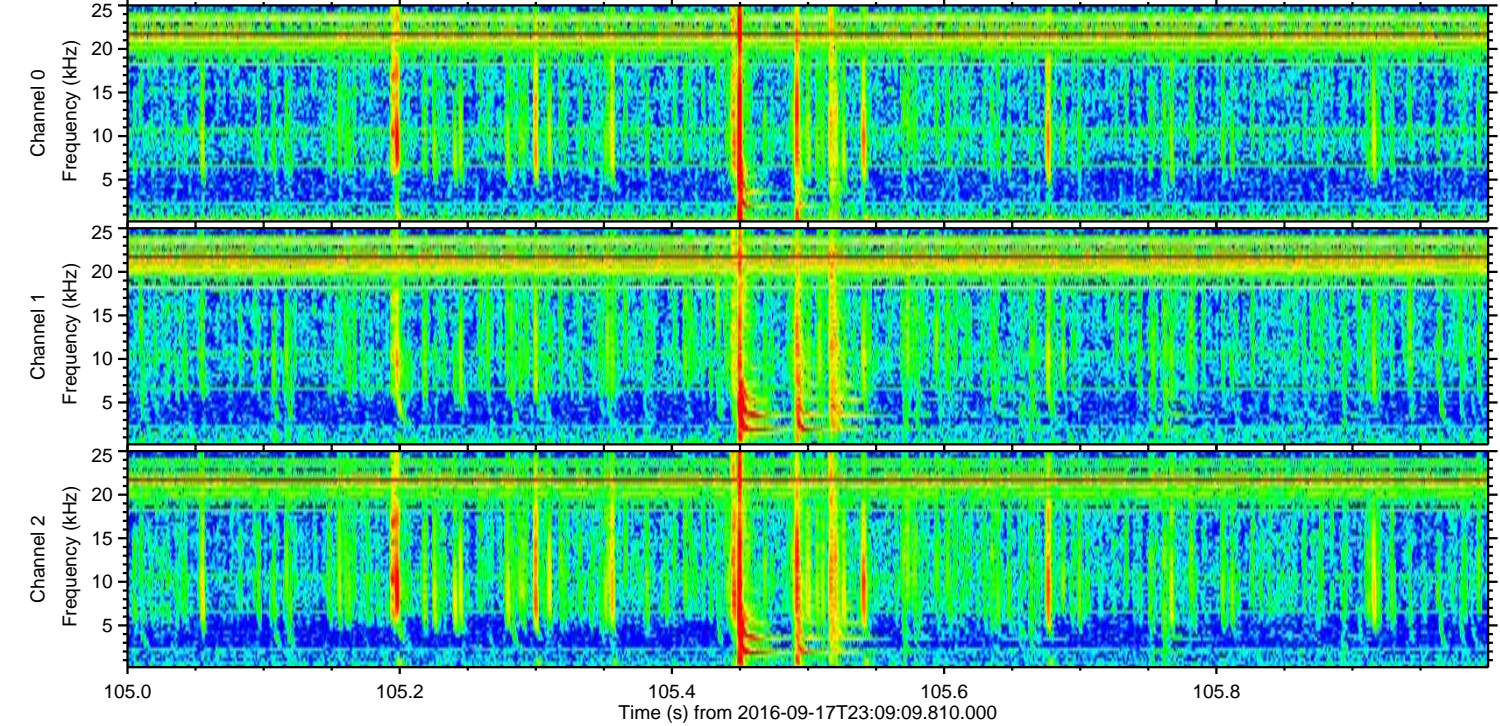 25
20
15
10
5
Channel 0
Frequency (kHz)
25
20
15
10
5
Channel 1
Frequency (kHz)
25
20
15
10
5
Channel 2
Frequency (kHz)
105.0 105.2 105.4 105.6 105.8
Time (s) from 2016-09-17T23:09:09.810.000